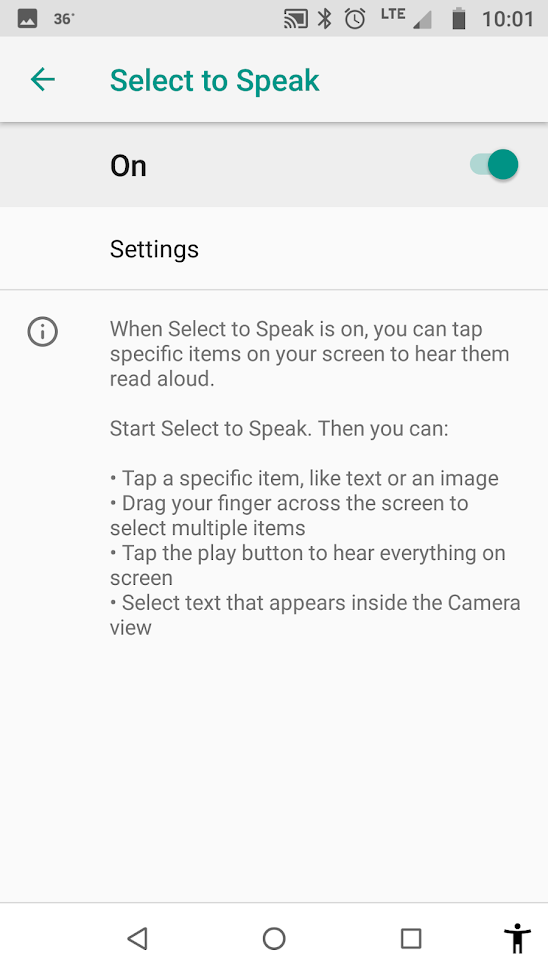 36°
LTE
10:01
Select to Speak
On
Settings
When Select to Speak is on, you can tap
specific items on your screen to hear them
read aloud.
Start Select to Speak. Then you can:
• Tap a specific item, like text or an image
• Drag your finger across the screen to
select multiple items
• Tap the play button to hear everything on
screen
• Select text that appears inside the Camera
view